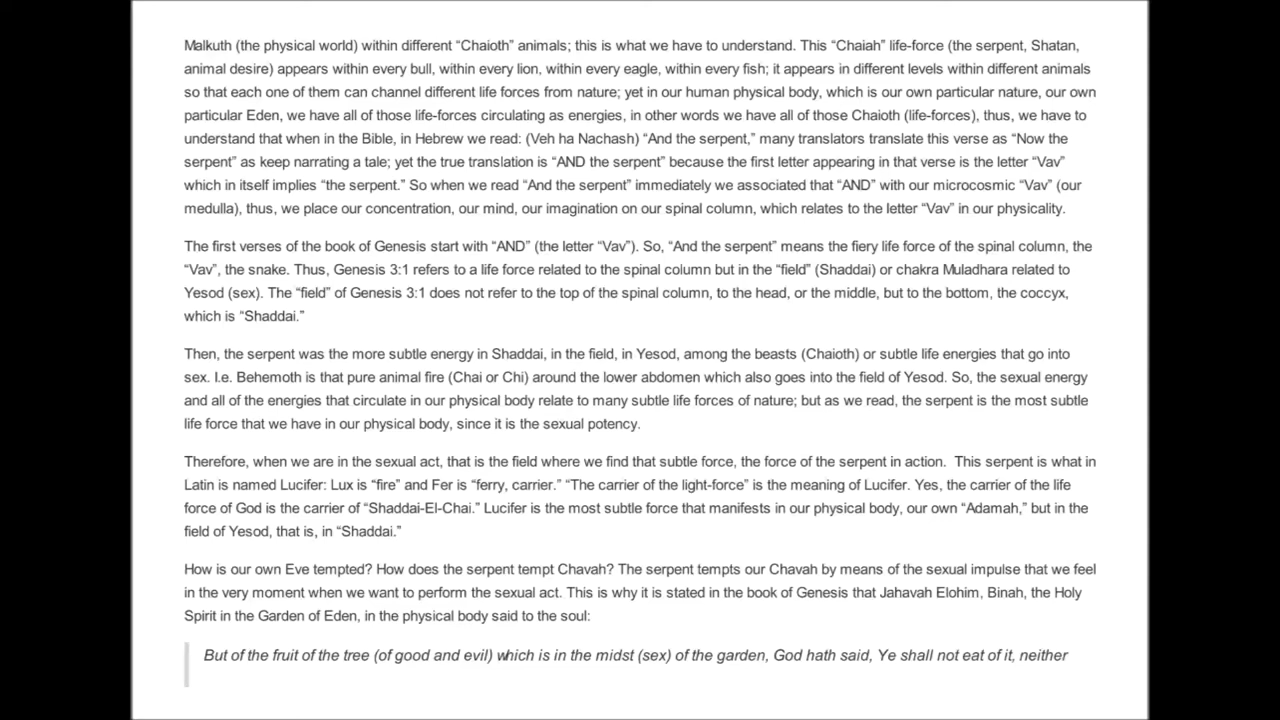 Malkuth (the physical world) within different “Chaioth” animals; this is what we have to understand. This “Chaiah” life-force (the serpent, Shatan,
animal desire) appears within every bull, within every lion, within every eagle, within every fish; it appears in different levels within different animals
so that each one of them can channel different life forces from nature; yet in our human physical body, which is our own particular nature, our own
particular Eden, we have all of those life-forces circulating as energies, in other words we have all of those Chaioth (life-forces), thus, we have to
understand that when in the Bible, in Hebrew we read: (Veh ha Nachash) “And the serpent,” many translators translate this verse as “Now the
serpent” as keep narrating a tale; yet the true translation is “AND the serpent” because the first letter appearing in that verse is the letter “Vav”
which in itself implies “the serpent.” So when we read “And the serpent” immediately we associated that “AND” with our microcosmic “Vav” (our
medulla), thus, we place our concentration, our mind, our imagination on our spinal column, which relates to the letter “Vav” in our physicality.
The first verses of the book of Genesis start with “AND” (the letter “Vav”). So, “And the serpent” means the fiery life force of the spinal column, the
“Vav”, the snake. Thus, Genesis 3:1 refers to a life force related to the spinal column but in the “field” (Shaddai) or chakra Muladhara related to
Yesod (sex). The “field” of Genesis 3:1 does not refer to the top of the spinal column, to the head, or the middle, but to the bottom, the coccyx,
which is “Shaddai.”
Then, the serpent was the more subtle energy in Shaddai, in the field, in Yesod, among the beasts (Chaioth) or subtle life energies that go into
sex. I.e. Behemoth is that pure animal fire (Chai or Chi) around the lower abdomen which also goes into the field of Yesod. So, the sexual energy
and all of the energies that circulate in our physical body relate to many subtle life forces of nature; but as we read, the serpent is the most subtle
life force that we have in our physical body, since it is the sexual potency.
Therefore, when we are in the sexual act, that is the field where we find that subtle force, the force of the serpent in action.  This serpent is what in
Latin is named Lucifer: Lux is “fire” and Fer is “ferry, carrier.” “The carrier of the light-force” is the meaning of Lucifer. Yes, the carrier of the life
force of God is the carrier of “Shaddai-El-Chai.” Lucifer is the most subtle force that manifests in our physical body, our own “Adamah,” but in the
field of Yesod, that is, in “Shaddai.”
How is our own Eve tempted? How does the serpent tempt Chavah? The serpent tempts our Chavah by means of the sexual impulse that we feel
in the very moment when we want to perform the sexual act. This is why it is stated in the book of Genesis that Jahavah Elohim, Binah, the Holy
Spirit in the Garden of Eden, in the physical body said to the soul:
But of the fruit of the tree (of good and evil) which is in the midst (sex) of the garden, God hath said, Ye shall not eat of it, neither